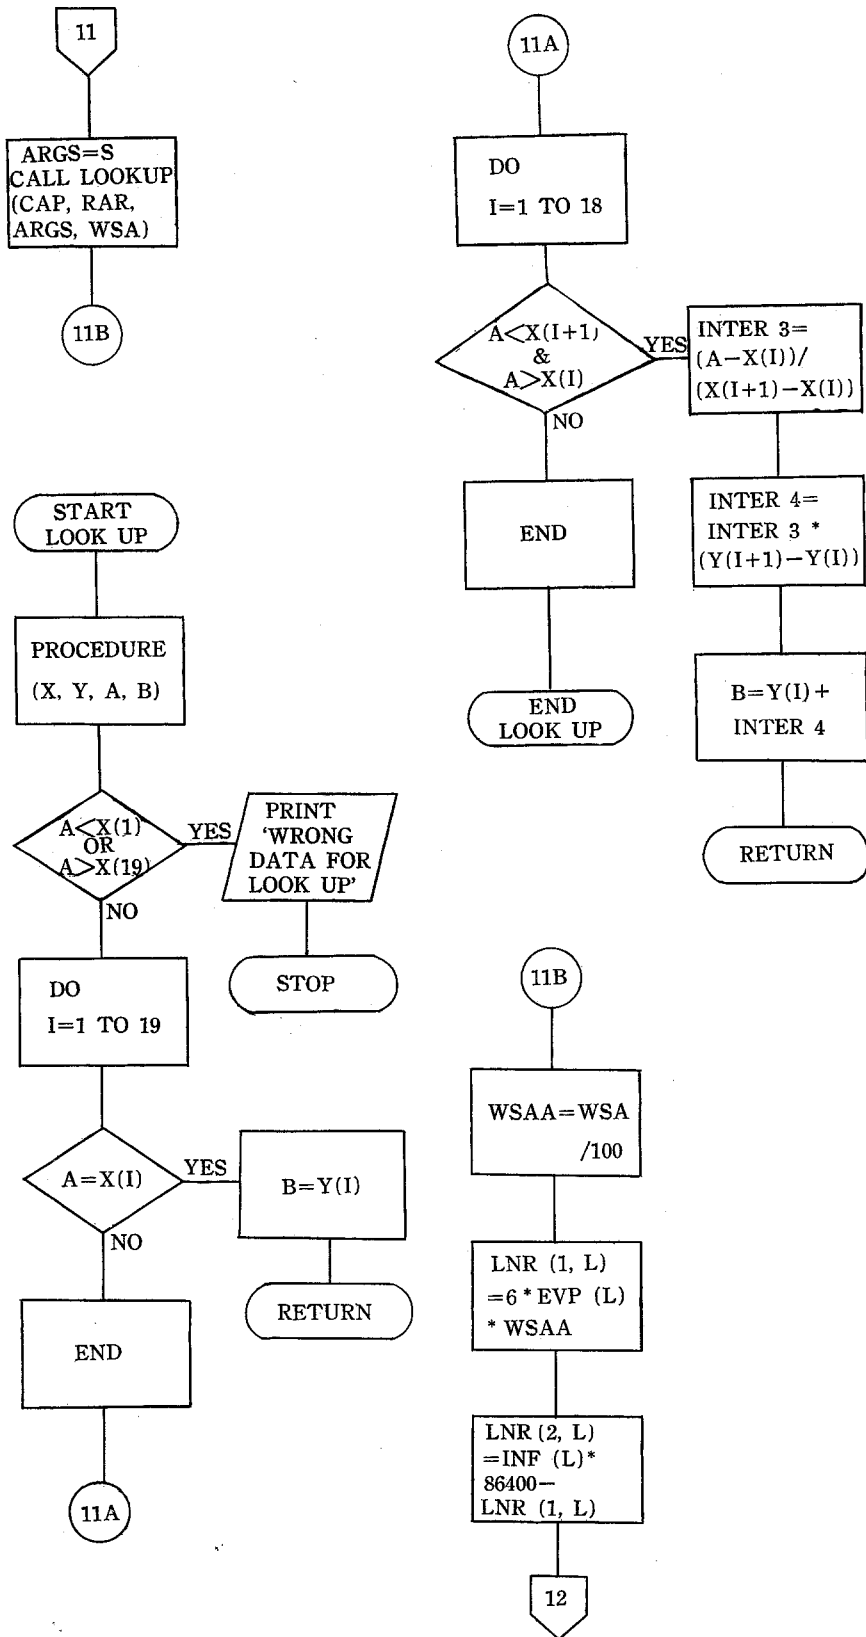 11
ARGS=S
CALL LOOKUP
(CAP, RAR,
ARGS, WSA)
11B
START
LOOK UP
PROCEDURE
(X, Y, A, B)
A<X(1)
OR
A>X(19)
YES
PRINT
'WRONG
DATA FOR
LOOK UP'
STOP
NO
DO
I=1 TO 19
A=X(I)
YES
B=Y(I)
RETURN
NO
END
11A
11A
DO
I=1 TO 18
A<X(I+1)
&
A>X(I)
YES
INTER 3=
(A-X(I))/
(X(I+1)-X(I))
INTER 4=
INTER 3 *
(Y(I+1)-Y(I))
B=Y(I)+
INTER 4
RETURN
NO
END
END
LOOK UP
11B
WSAA=WSA
/100
LNR (1, L)
=6 * EVP (L)
* WSAA
LNR (2, L)
=INF (L)*
86400-
LNR (1, L)
12